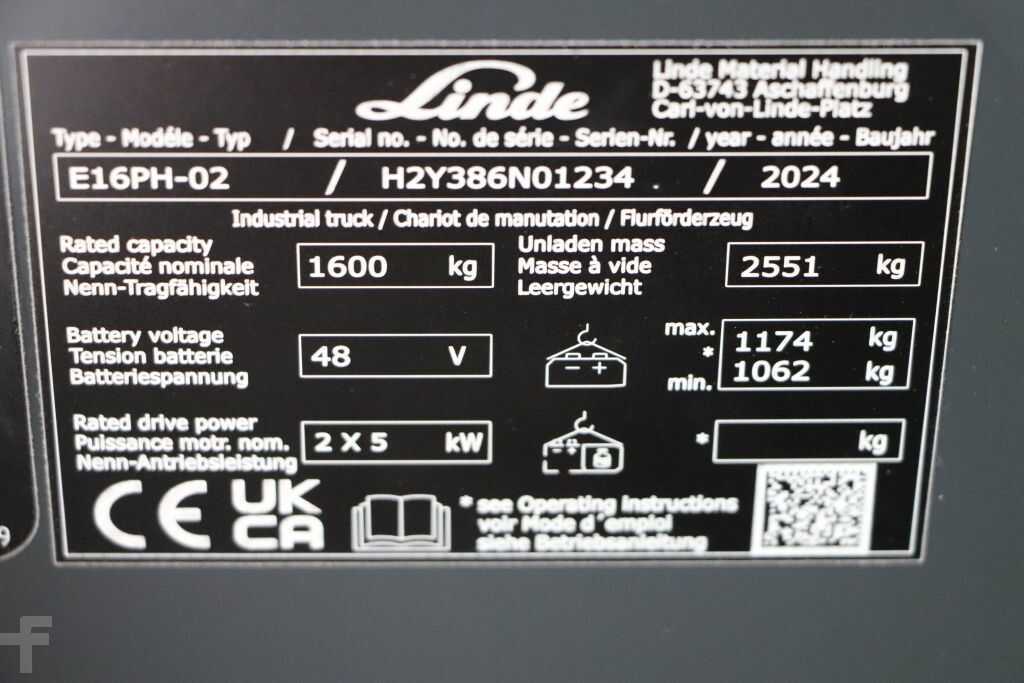 Linde
Linde Material Handling
D-63743 Aschaffenburg
Carl-von-Linde-Platz
Type - Modéle - Typ / Serial no. - No. de série - Serien-Nr. / year - année - Baujahr
E16PH-02 / H2Y386N01234 / 2024
Industrial truck / Chariot de manutation / Flurförderzeug
Rated capacity
Capacité nominale
Nenn-Tragfähigkeit
1600 kg
Unladen mass
Masse à vide
Leergewicht
2551 kg
Battery voltage
Tension batterie
Batteriespannung
48 V
max. 1174 kg
*
min. 1062 kg
Rated drive power
Puissance motr. nom.
Nenn-Antriebsleistung
2 X 5 kW
* kg
CE UK
CA
* see Operating instructions
voir Mode d´emploi
siehe Betriebsanleitung
9